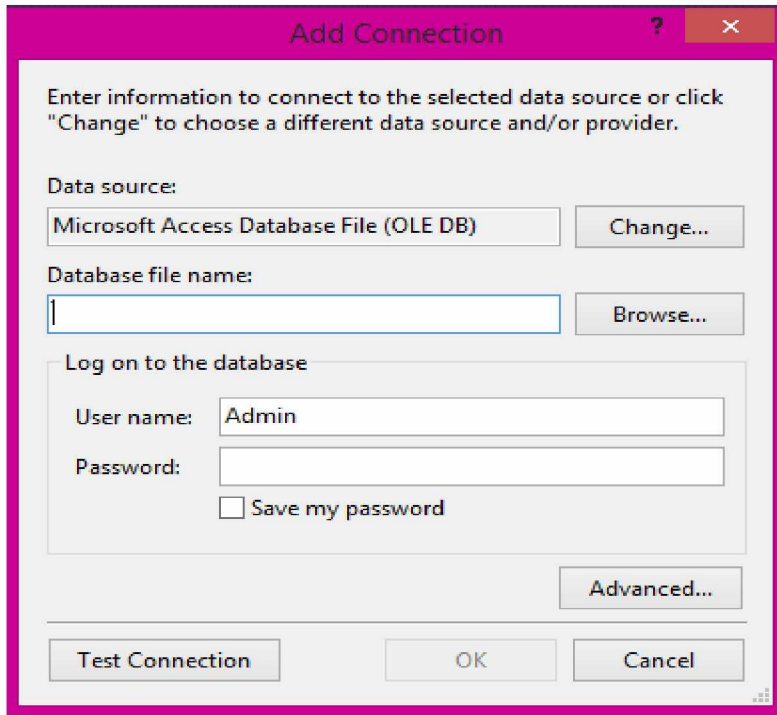 Add Connection
?
Enter information to connect to the selected data source or click
"Change" to choose a different data source and/or provider.
Data source:
Microsoft Access Database File (OLE DB)
Change...
Database file name:
Browse...
Log on to the database
User name:
Admin
Password:
Save my password
Advanced...
Test Connection
OK
Cancel